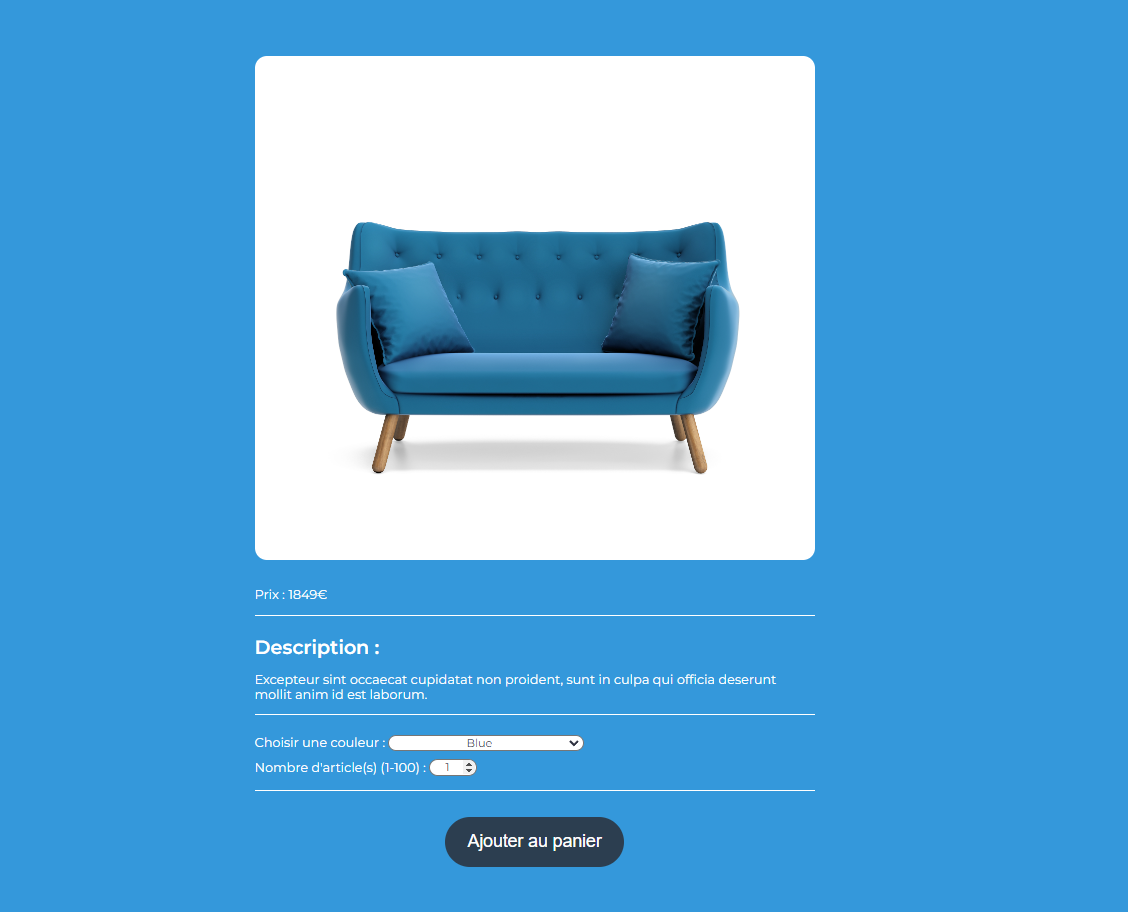 Prix : 1849€
Description :
Excepteur sint occaecat cupidatat non proident, sunt in culpa qui officia deserunt
mollit anim id est laborum.
Choisir une couleur : Blue
Nombre d'article(s) (1-100) : 1
Ajouter au panier